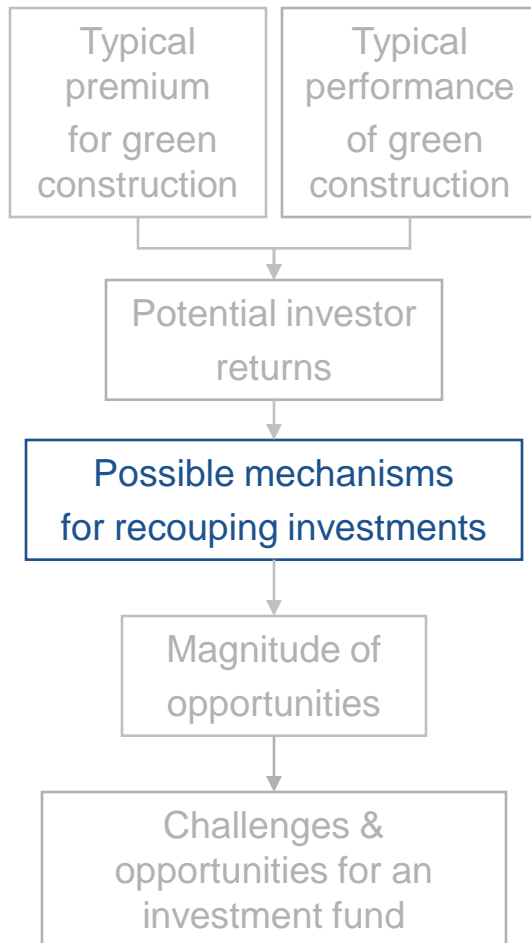 Typical
premium
for green
construction
Typical
performance
of green
construction
Potential investor
returns
Possible mechanisms
for recouping investments
Magnitude of
opportunities
Challenges &
opportunities for an
investment fund